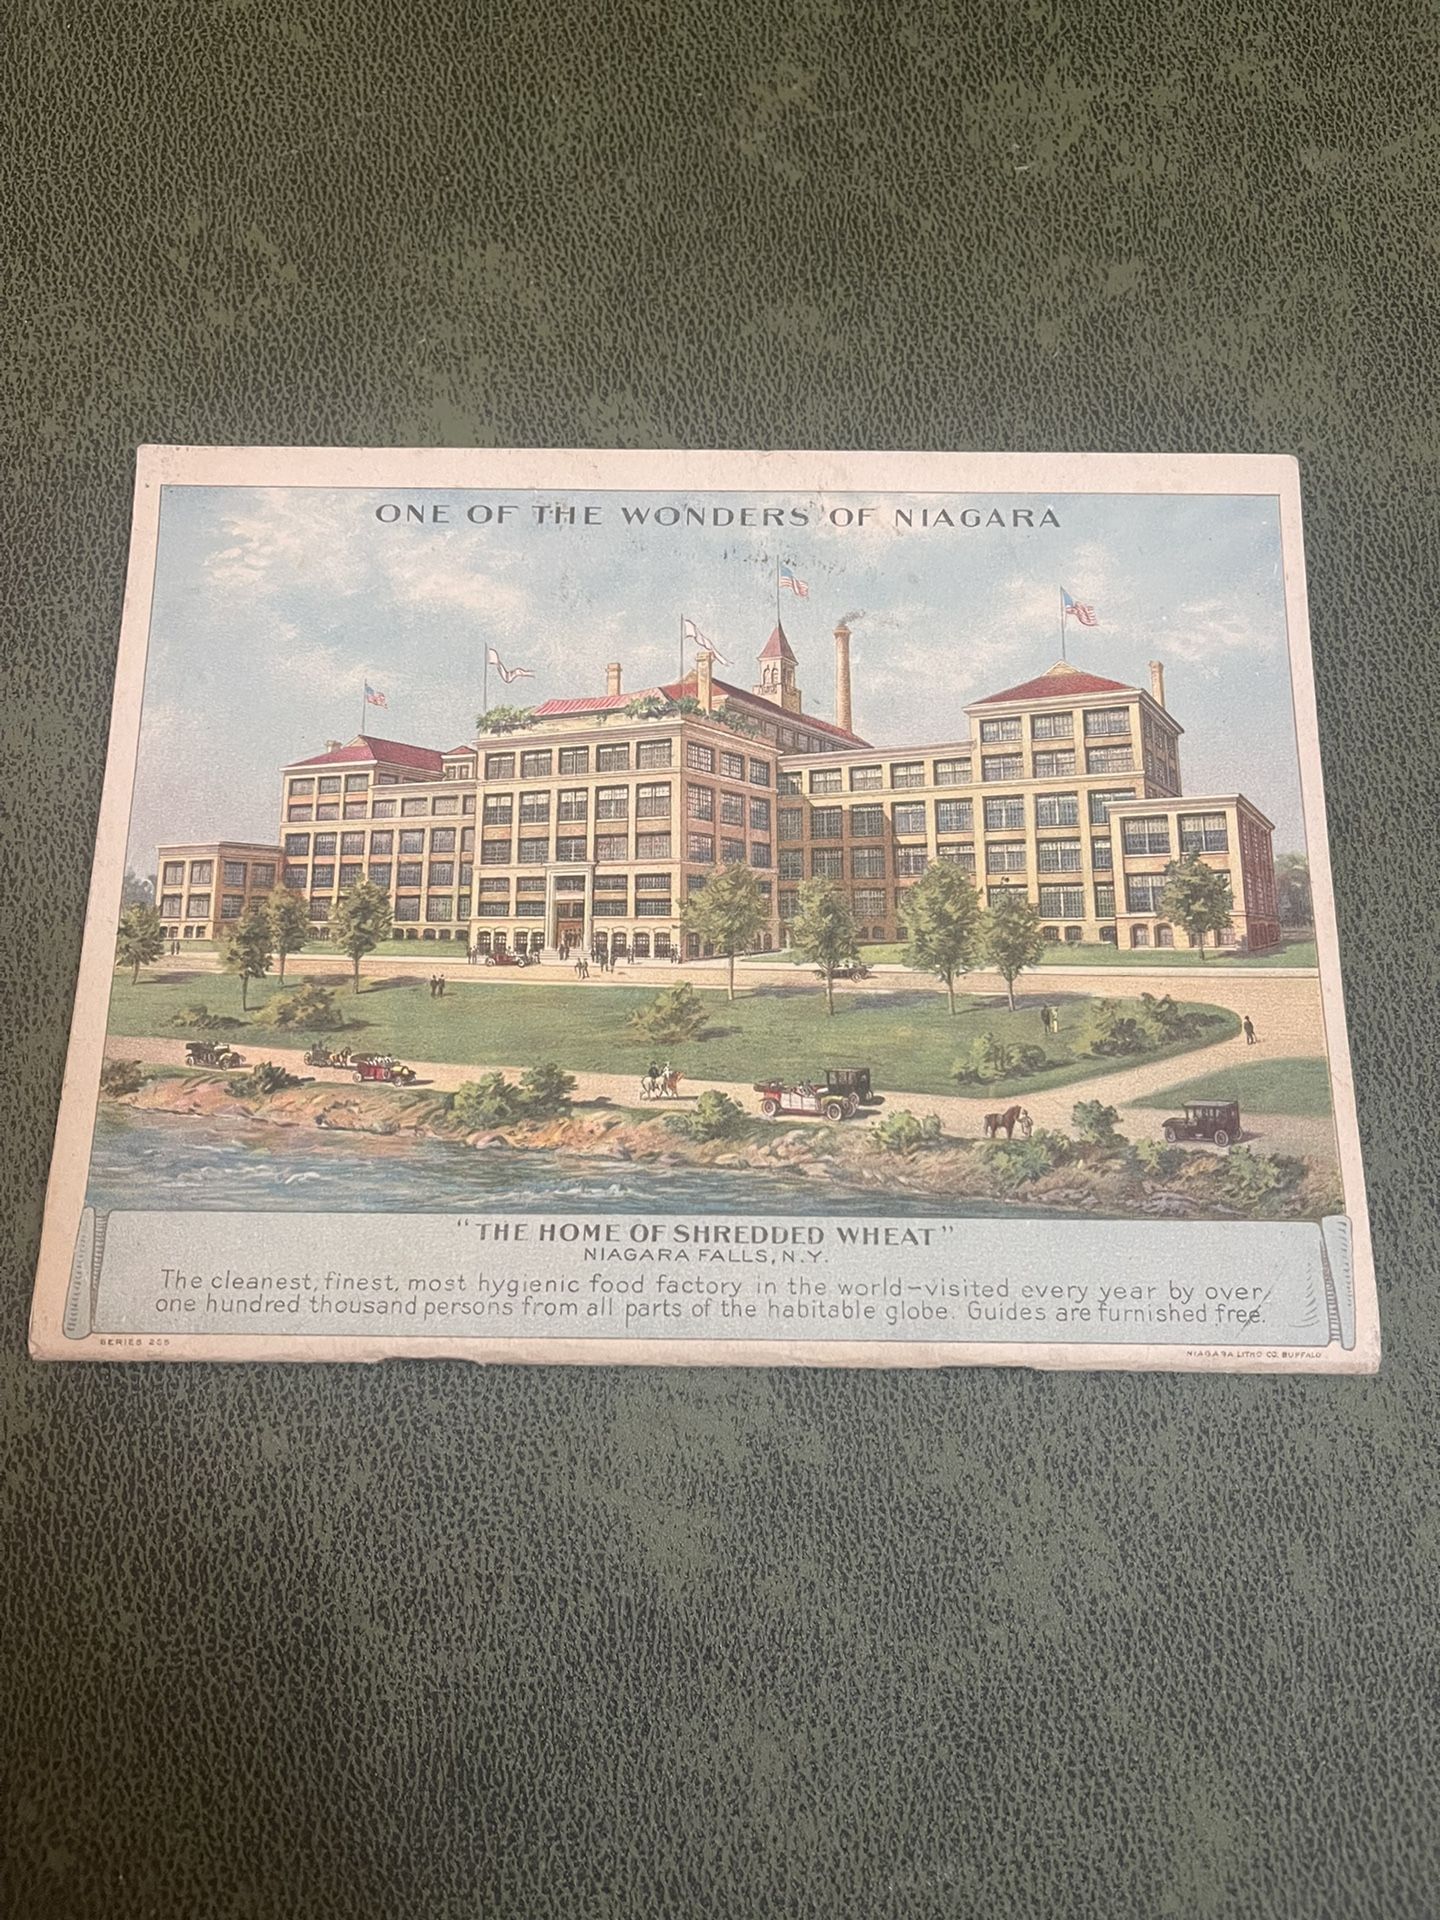 ONE OF THE WONDERS OF NIAGARA
"THE HOME OF SHREDDED WHEAT"
NIAGARA FALLS, N.Y.
The cleanest, finest, most hygienic food factory in the world—visited every year by over
one hundred thousand persons from all parts of the habitable globe. Guides are furnished free.
SERIES 255
NIAGARA LITHO CO. BUFFALO